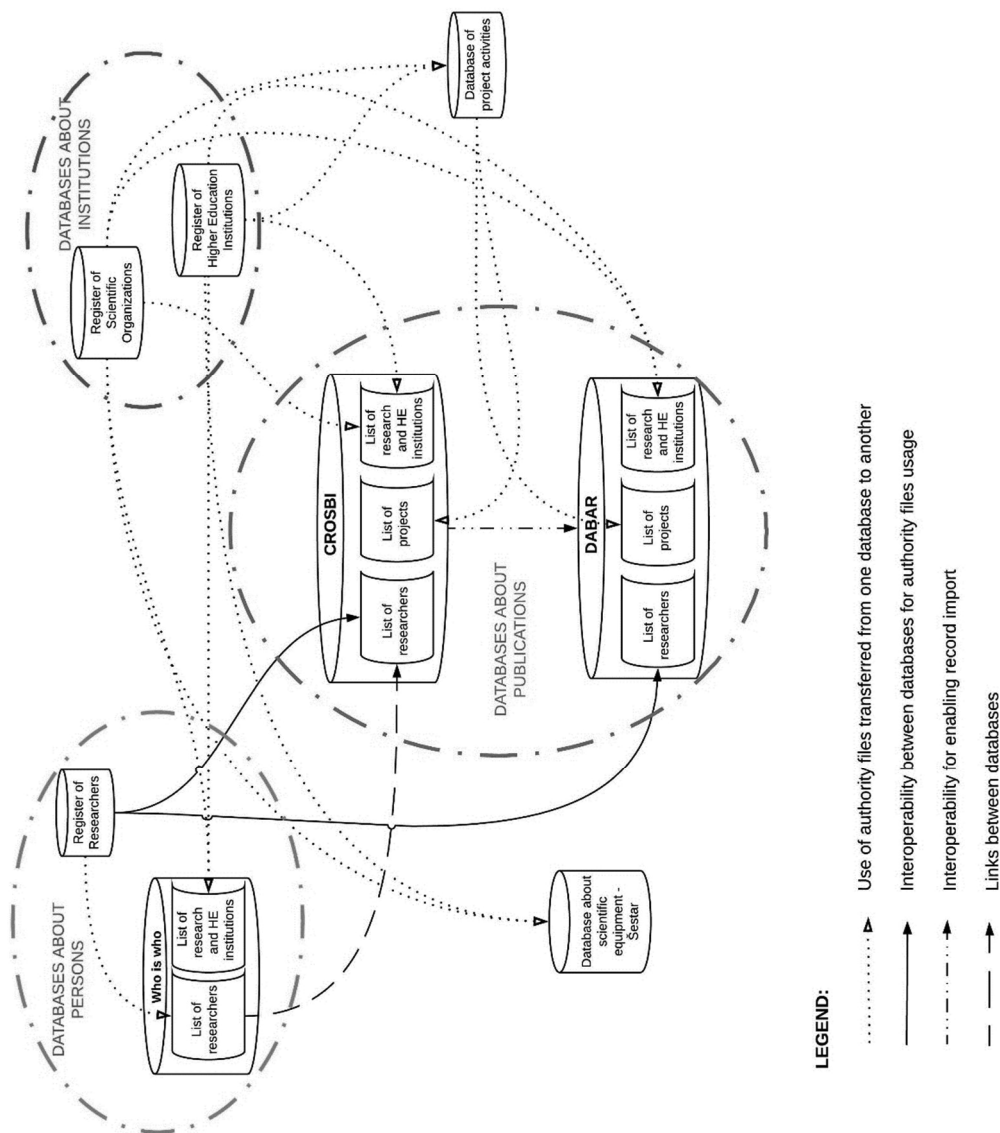 DATABASES ABOUT
PERSONS
Register of
Researchers
Who is who
List of
researchers
List of
research
and HE
institutions
DATABASES ABOUT
INSTITUTIONS
Register of
Scientific
Organizations
Register of
Higher Education
Institutions
Database of
project activities
CROSBI
List of
researchers
List of
projects
List of
research
and HE
institutions
DATABASES ABOUT
PUBLICATIONS
DABAR
List of
researchers
List of
projects
List of
research
and HE
institutions
Database about
scientific
equipment -
Šestar
LEGEND:
Use of authority files transferred from one database to another
Interoperability between databases for authority files usage
Interoperability for enabling record import
Links between databases